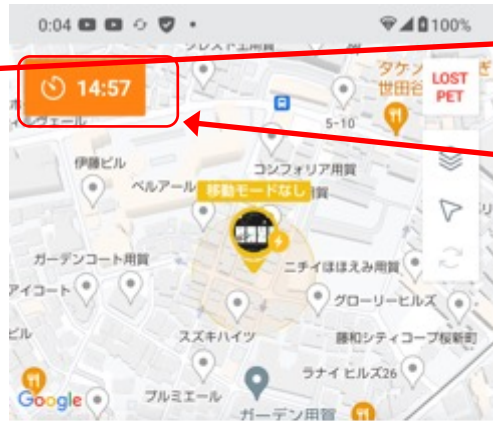 0:04
100%
14:57
LOST
PET
世田谷
5-10
伊藤ビル
コンフォリア用賀
ベルアール
移動モードなし
ガーデンコート用賀
ニチイほほえみ用賀
アイコート
グローリーヒルズ
ビル
スズキハイツ
藤和シティコープ桜新町
ラナイ ヒルズ26
プルミエール
Google
ガーデン用賀